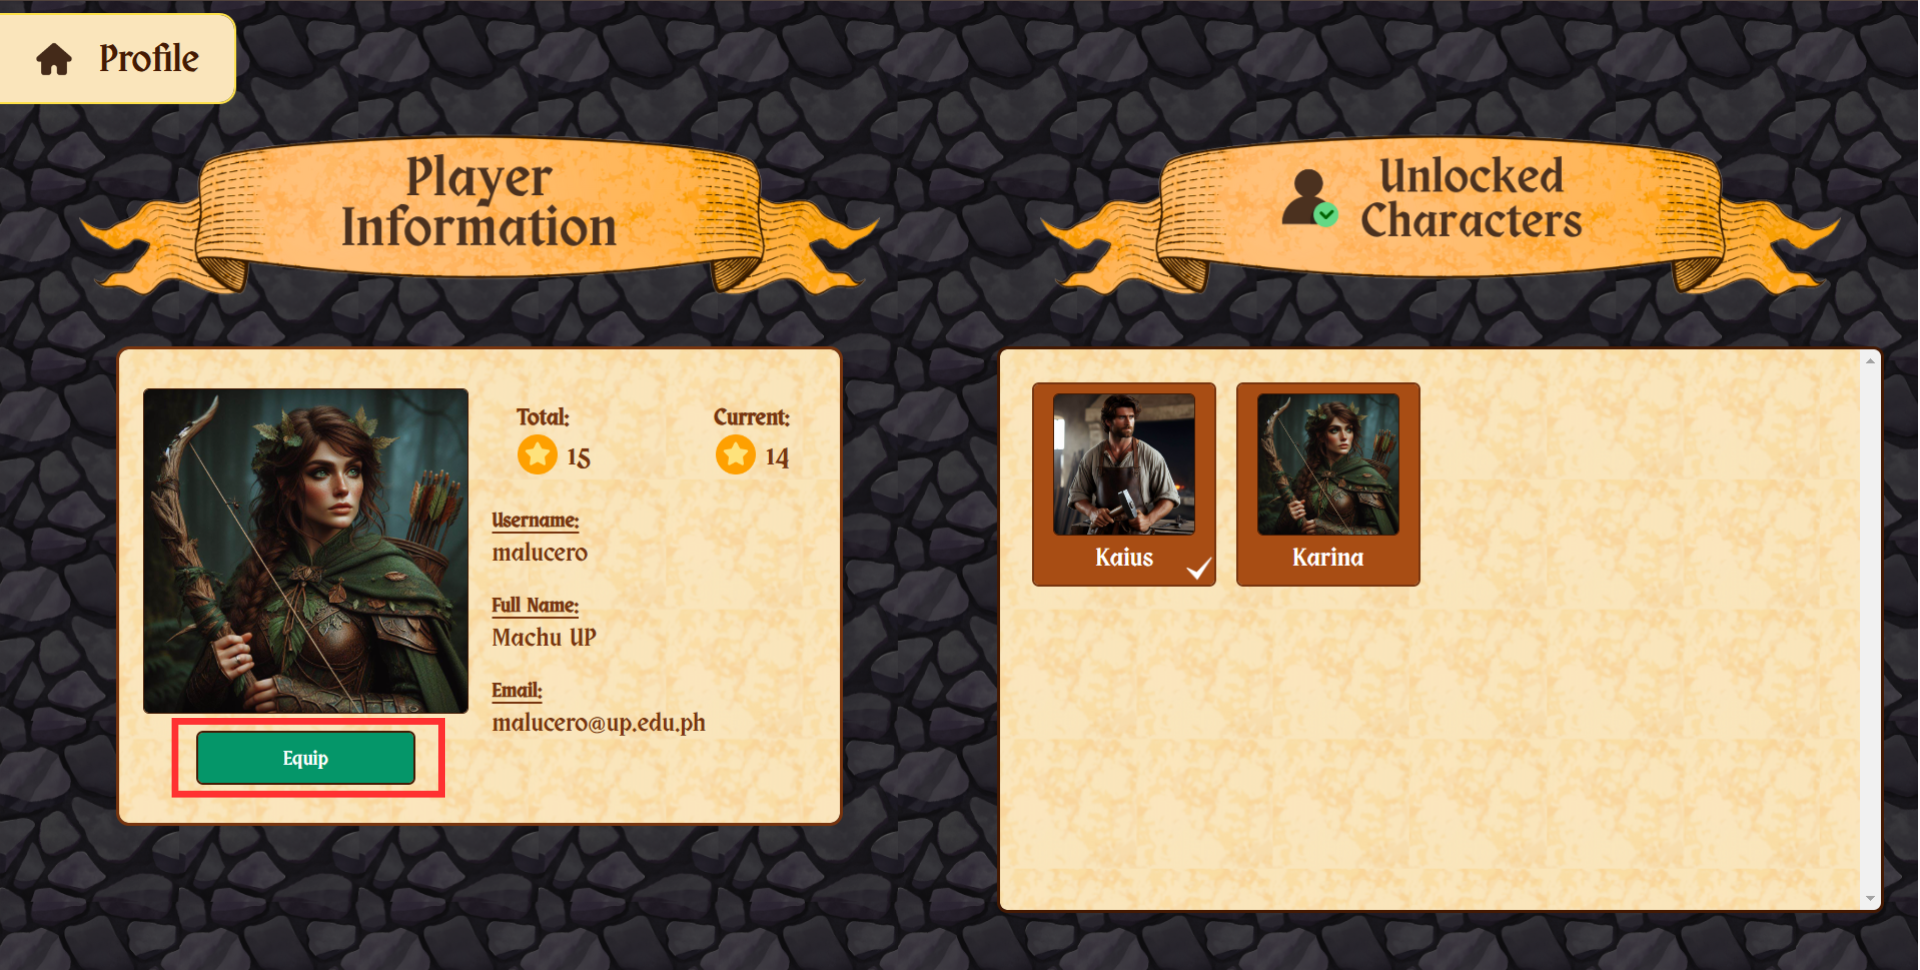 Profile
Player
Information
Total:
15
Current:
14
Username:
malucero
Full Name:
Machu UP
Email:
malucero@up.edu.ph
Equip
Unlocked
Characters
Kaius
Karina